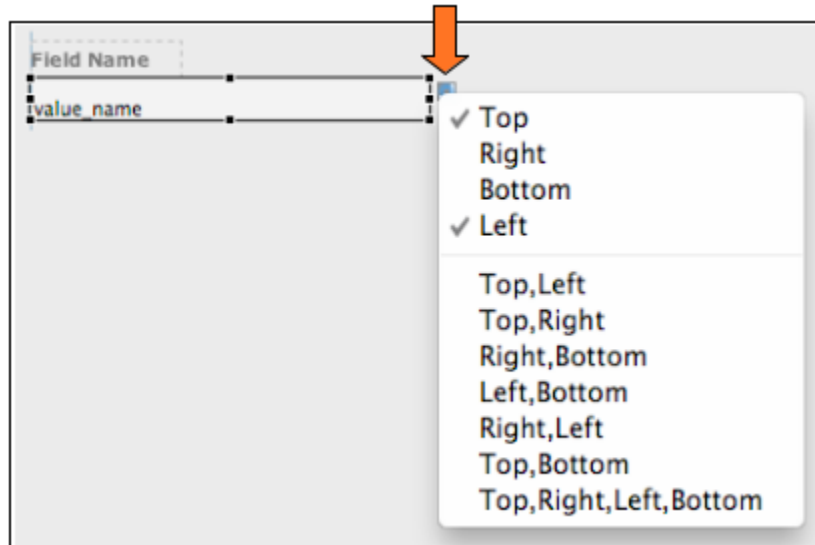 Field Name
value_name
✓ Top
Right
Bottom
✓ Left
Top,Left
Top,Right
Right,Bottom
Left,Bottom
Right,Left
Top,Bottom
Top,Right,Left,Bottom